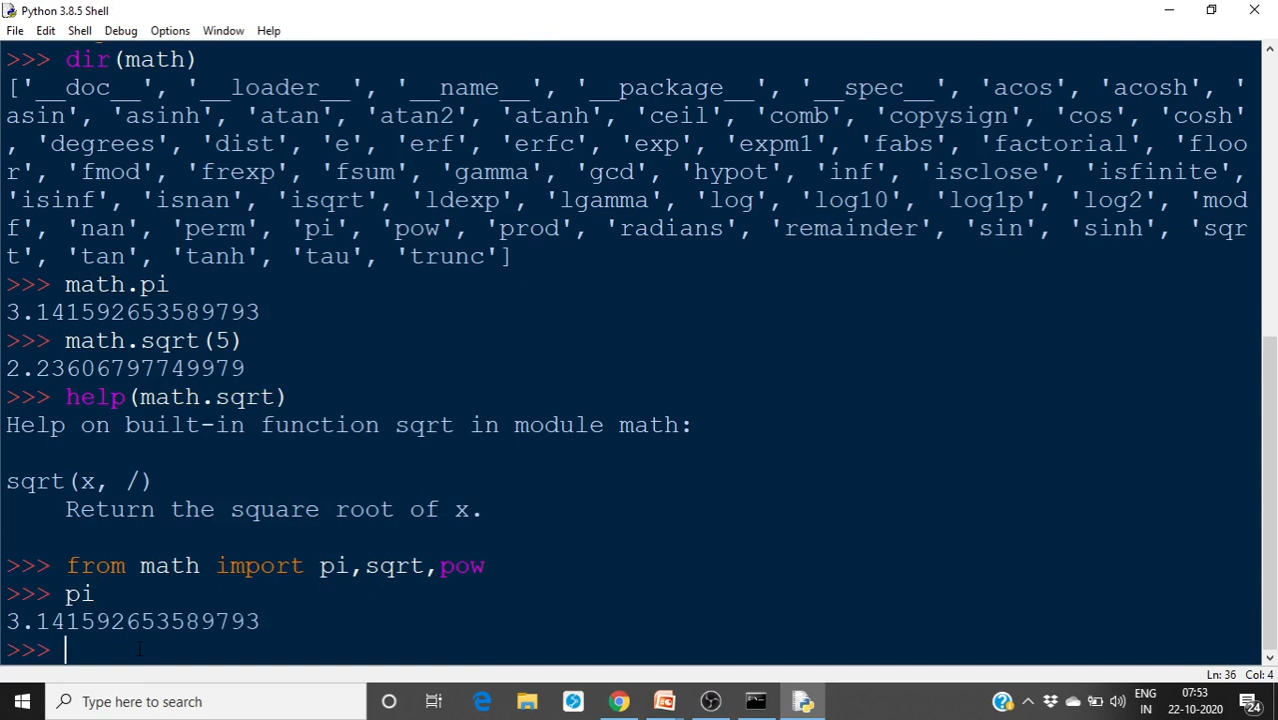 Python 3.8.5 Shell
File Edit Shell Debug Options Window Help
>>> dir(math)
['__doc__', '__loader__', '__name__', '__package__', '__spec__', 'acos', 'acosh', '
asin', 'asinh', 'atan', 'atan2', 'atanh', 'ceil', 'comb', 'copysign', 'cos', 'cosh'
, 'degrees', 'dist', 'e', 'erf', 'erfc', 'exp', 'expm1', 'fabs', 'factorial', 'floo
r', 'fmod', 'frexp', 'fsum', 'gamma', 'gcd', 'hypot', 'inf', 'isclose', 'isfinite',
'isinf', 'isnan', 'isqrt', 'ldexp', 'lgamma', 'log', 'log10', 'log1p', 'log2', 'mod
f', 'nan', 'perm', 'pi', 'pow', 'prod', 'radians', 'remainder', 'sin', 'sinh', 'sqr
t', 'tan', 'tanh', 'tau', 'trunc']
>>> math.pi
3.141592653589793
>>> math.sqrt(5)
2.23606797749979
>>> help(math.sqrt)
Help on built-in function sqrt in module math:
sqrt(x, /)
Return the square root of x.
>>> from math import pi,sqrt,pow
>>> pi
3.141592653589793
>>>
Ln: 36 Col: 4
Type here to search
ENG 07:53
IN 22-10-2020 24